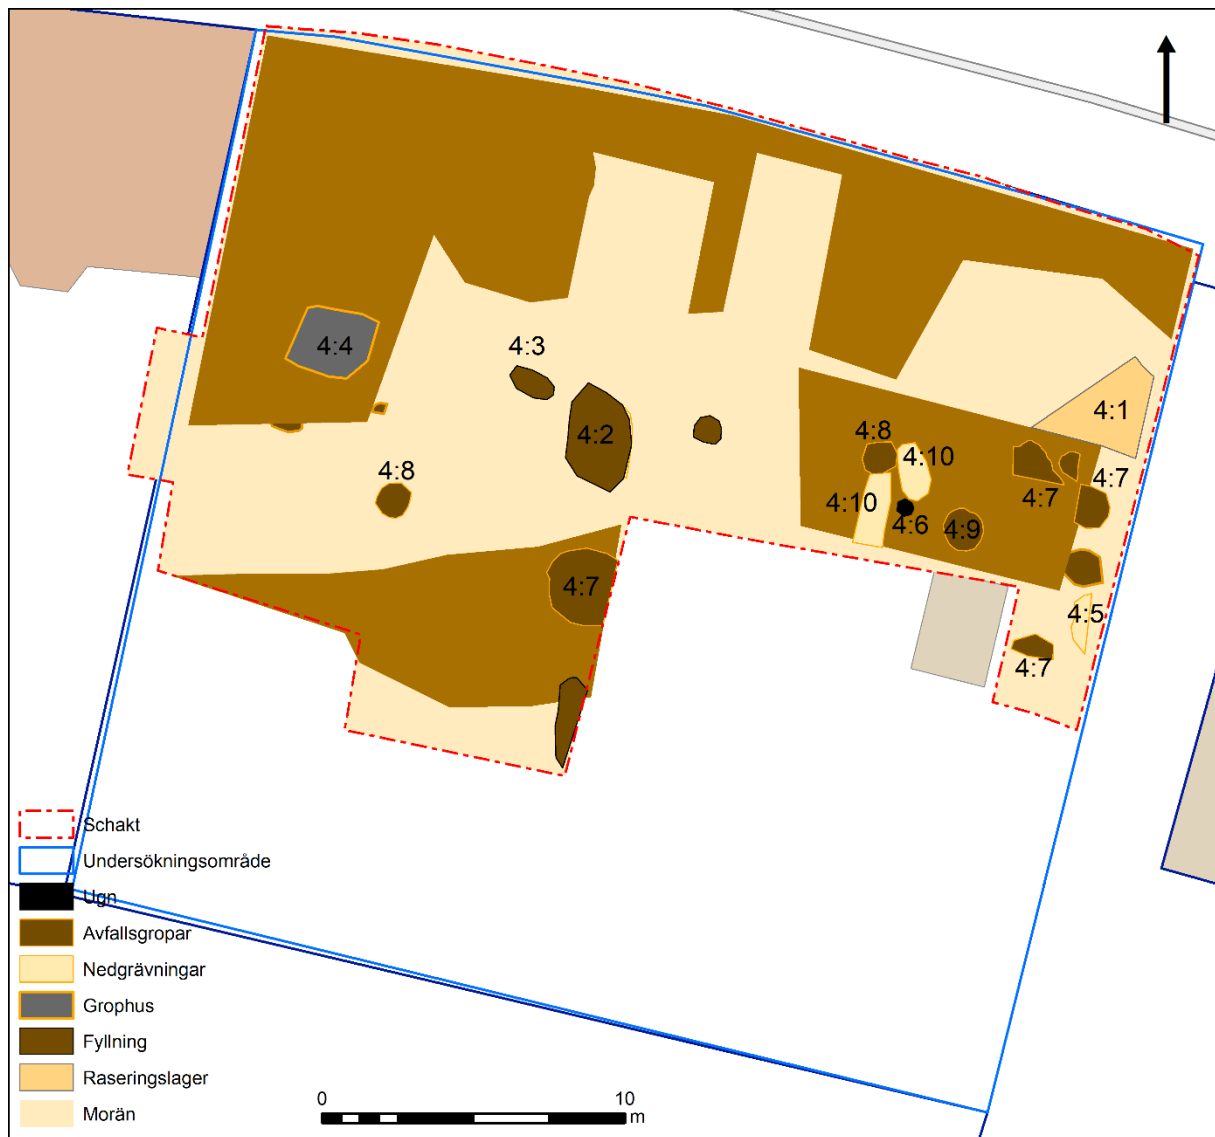 4:4
4:3
4:2
4:1
4:8
4:10
4:8
4:7
4:7
4:10
4:6
4:9
4:7
4:5
4:7
Schakt
Undersökningsområde
Ugn
Avfallsgropar
Nedgrävningar
Grophus
Fyllning
Raseringslager
Morän
0 10
m